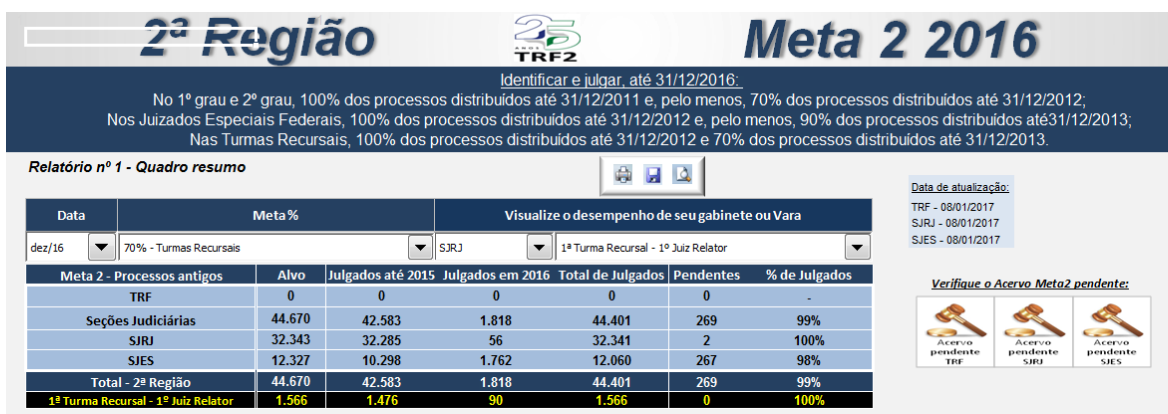 2ª Região
25
ANOS
TRF2
Meta 2 2016
Identificar e julgar, até 31/12/2016:
No 1º grau e 2º grau, 100% dos processos distribuídos até 31/12/2011 e, pelo menos, 70% dos processos distribuídos até 31/12/2012;
Nos Juizados Especiais Federais, 100% dos processos distribuídos até 31/12/2012 e, pelo menos, 90% dos processos distribuídos até31/12/2013;
Nas Turmas Recursais, 100% dos processos distribuídos até 31/12/2012 e 70% dos processos distribuídos até 31/12/2013.
Relatório nº 1 - Quadro resumo
Data Meta % Visualize o desempenho de seu gabinete ou Vara
dez/16 70% - Turmas Recursais SJRJ 1ª Turma Recursal - 1º Juiz Relator
Meta 2 - Processos antigos Alvo Julgados até 2015 Julgados em 2016 Total de Julgados Pendentes % de Julgados
TRF 0 0 0 0 0 -
Seções Judiciárias 44.670 42.583 1.818 44.401 269 99%
SJRJ 32.343 32.285 56 32.341 2 100%
SJES 12.327 10.298 1.762 12.060 267 98%
Total - 2ª Região 44.670 42.583 1.818 44.401 269 99%
1ª Turma Recursal - 1º Juiz Relator 1.566 1.476 90 1.566 0 100%
Data de atualização:
TRF - 08/01/2017
SJRJ - 08/01/2017
SJES - 08/01/2017
Verifique o Acervo Meta2 pendente:
Acervo pendente TRF
Acervo pendente SJRJ
Acervo pendente SJES